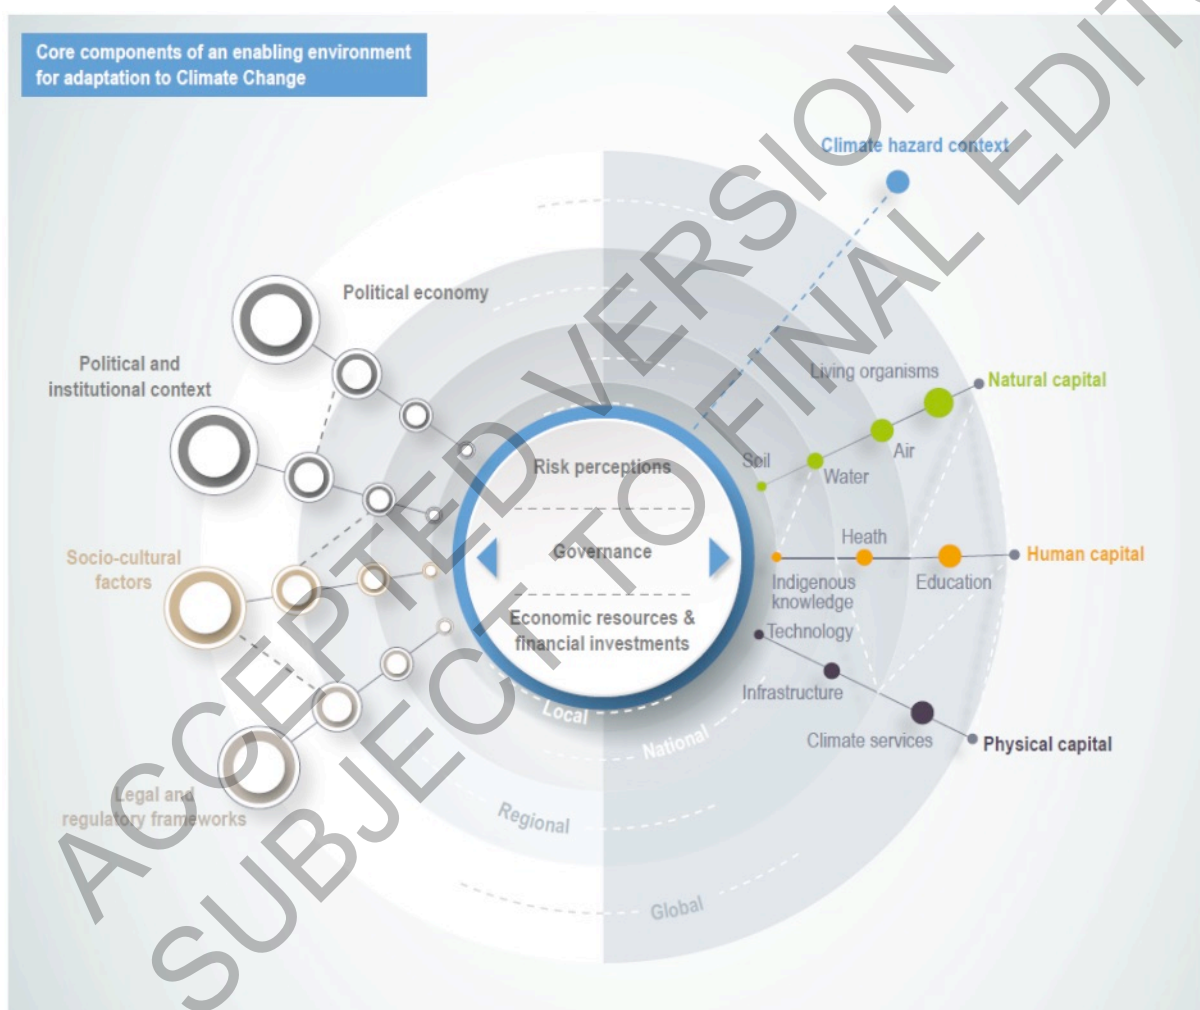 Core components of an enabling environment
for adaptation to Climate Change
Climate hazard context
Political economy
Political and
institutional context
Living organisms
Natural capital
Air
Soil
Water
Risk perceptions
Governance
Economic resources &
financial investments
Socio-cultural
factors
Heath
Human capital
Indigenous
knowledge
Education
Technology
Infrastructure
Climate services
Physical capital
Legal and
regulatory frameworks
Local
National
Regional
Global
ACCEPTED VERSION
SUBJECT TO FINAL EDIT